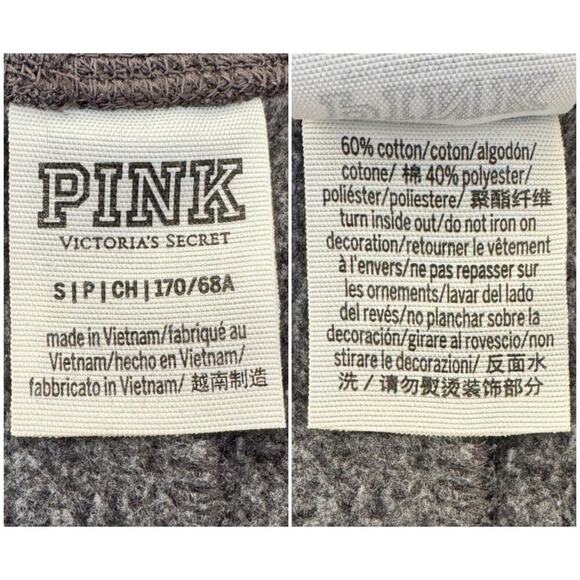 PINK
VICTORIA'S SECRET
S|P|CH|170/68A
made in Vietnam/fabriqué au
Vietnam/hecho en Vietnam/
fabbricato in Vietnam/ 越南制造
PINK
60% cotton/coton/algodón/
cotone/ 棉 40% polyester/
poliéster/poliestere/ 聚酯纤维
turn inside out/do not iron on
decoration/retourner le vêtement
à l'envers/ne pas repasser sur
les ornements/lavar del lado
del revés/no planchar sobre la
decoración/girare al rovescio/non
stirare le decorazioni/ 反面水
洗 / 请勿熨烫装饰部分